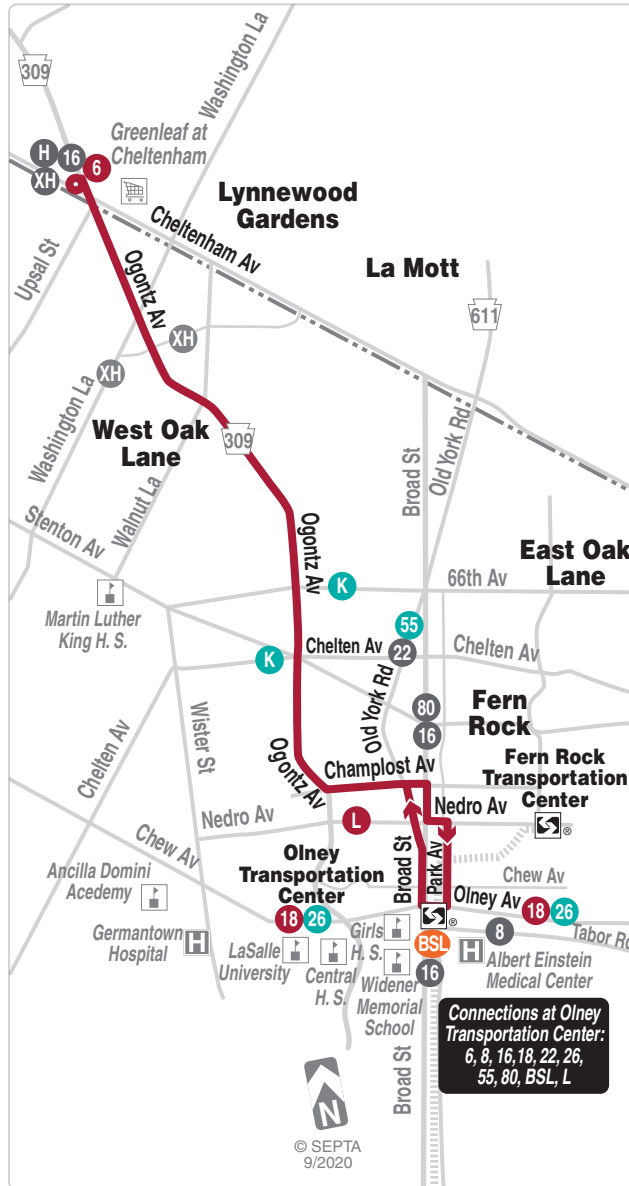 309
Washington La
Greenleaf at
Cheltenham
H
16
6
XH
Lynnewood
Gardens
Cheltenham Av
Upsal St
Ogontz Av
La Mott
611
XH
XH
Washington La
West Oak
Lane
309
Walnut La
Broad St
Old York Rd
Stenton Av
Ogontz Av
East Oak
Lane
K
66th Av
Martin Luther
King H. S.
55
Chelten Av
22
Chelten Av
K
Old York Rd
Wister St
80
16
Fern
Rock
Chelten Av
Ogontz Av
Champlost Av
Fern Rock
Transportation
Center
Nedro Av
Nedro Av
L
®
Chew Av
Olney
Transportation
Center
Broad St
Park Av
Chew Av
Ancilla Domini
Acedemy
Olney Av
18
26
18
26
®
Tabor Rd
Germantown
Hospital
H
LaSalle
University
Central
H. S.
Girls
H. S.
BSL
8
H
Albert Einstein
Medical Center
Widener
Memorial
School
16
Connections at Olney
Transportation Center:
6, 8, 16,18, 22, 26,
55, 80, BSL, L
Broad St
N
© SEPTA
9/2020